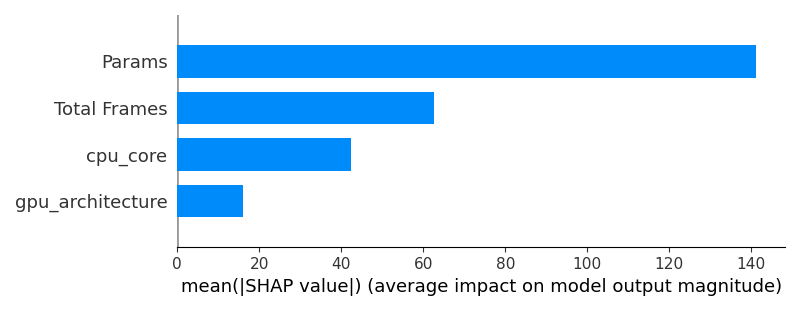 Params
Total Frames
cpu_core
gpu_architecture
0 20 40 60 80 100 120 140
mean(|SHAP value|) (average impact on model output magnitude)